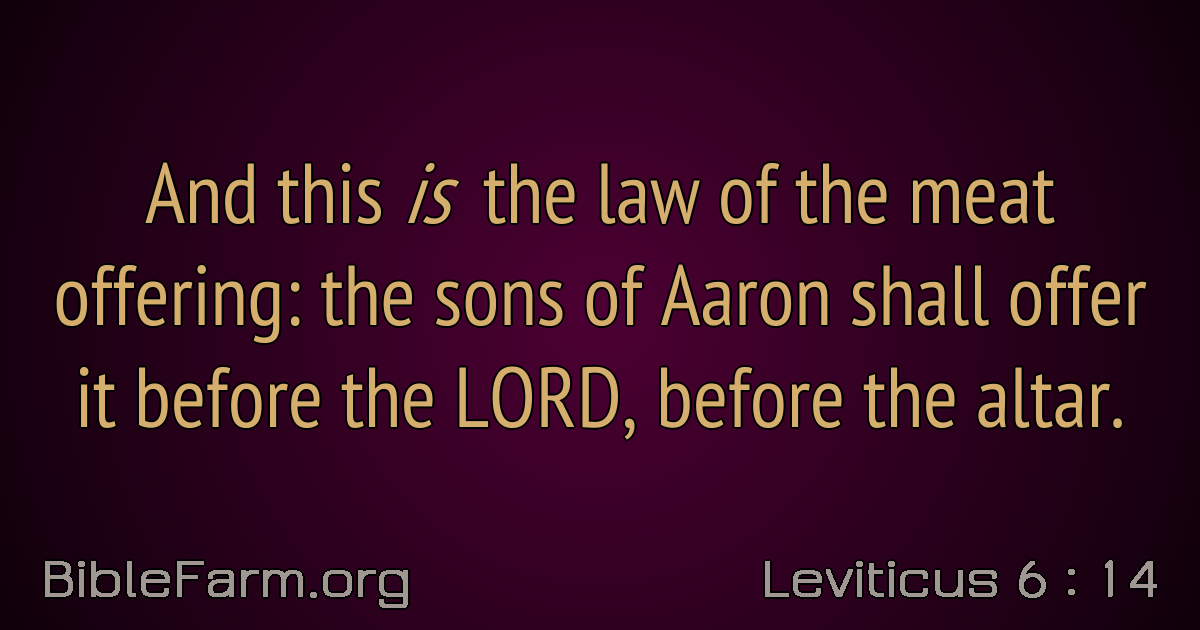 And this is the law of the meat
offering: the sons of Aaron shall offer
it before the LORD, before the altar.
BibleFarm.org
Leviticus 6 : 14